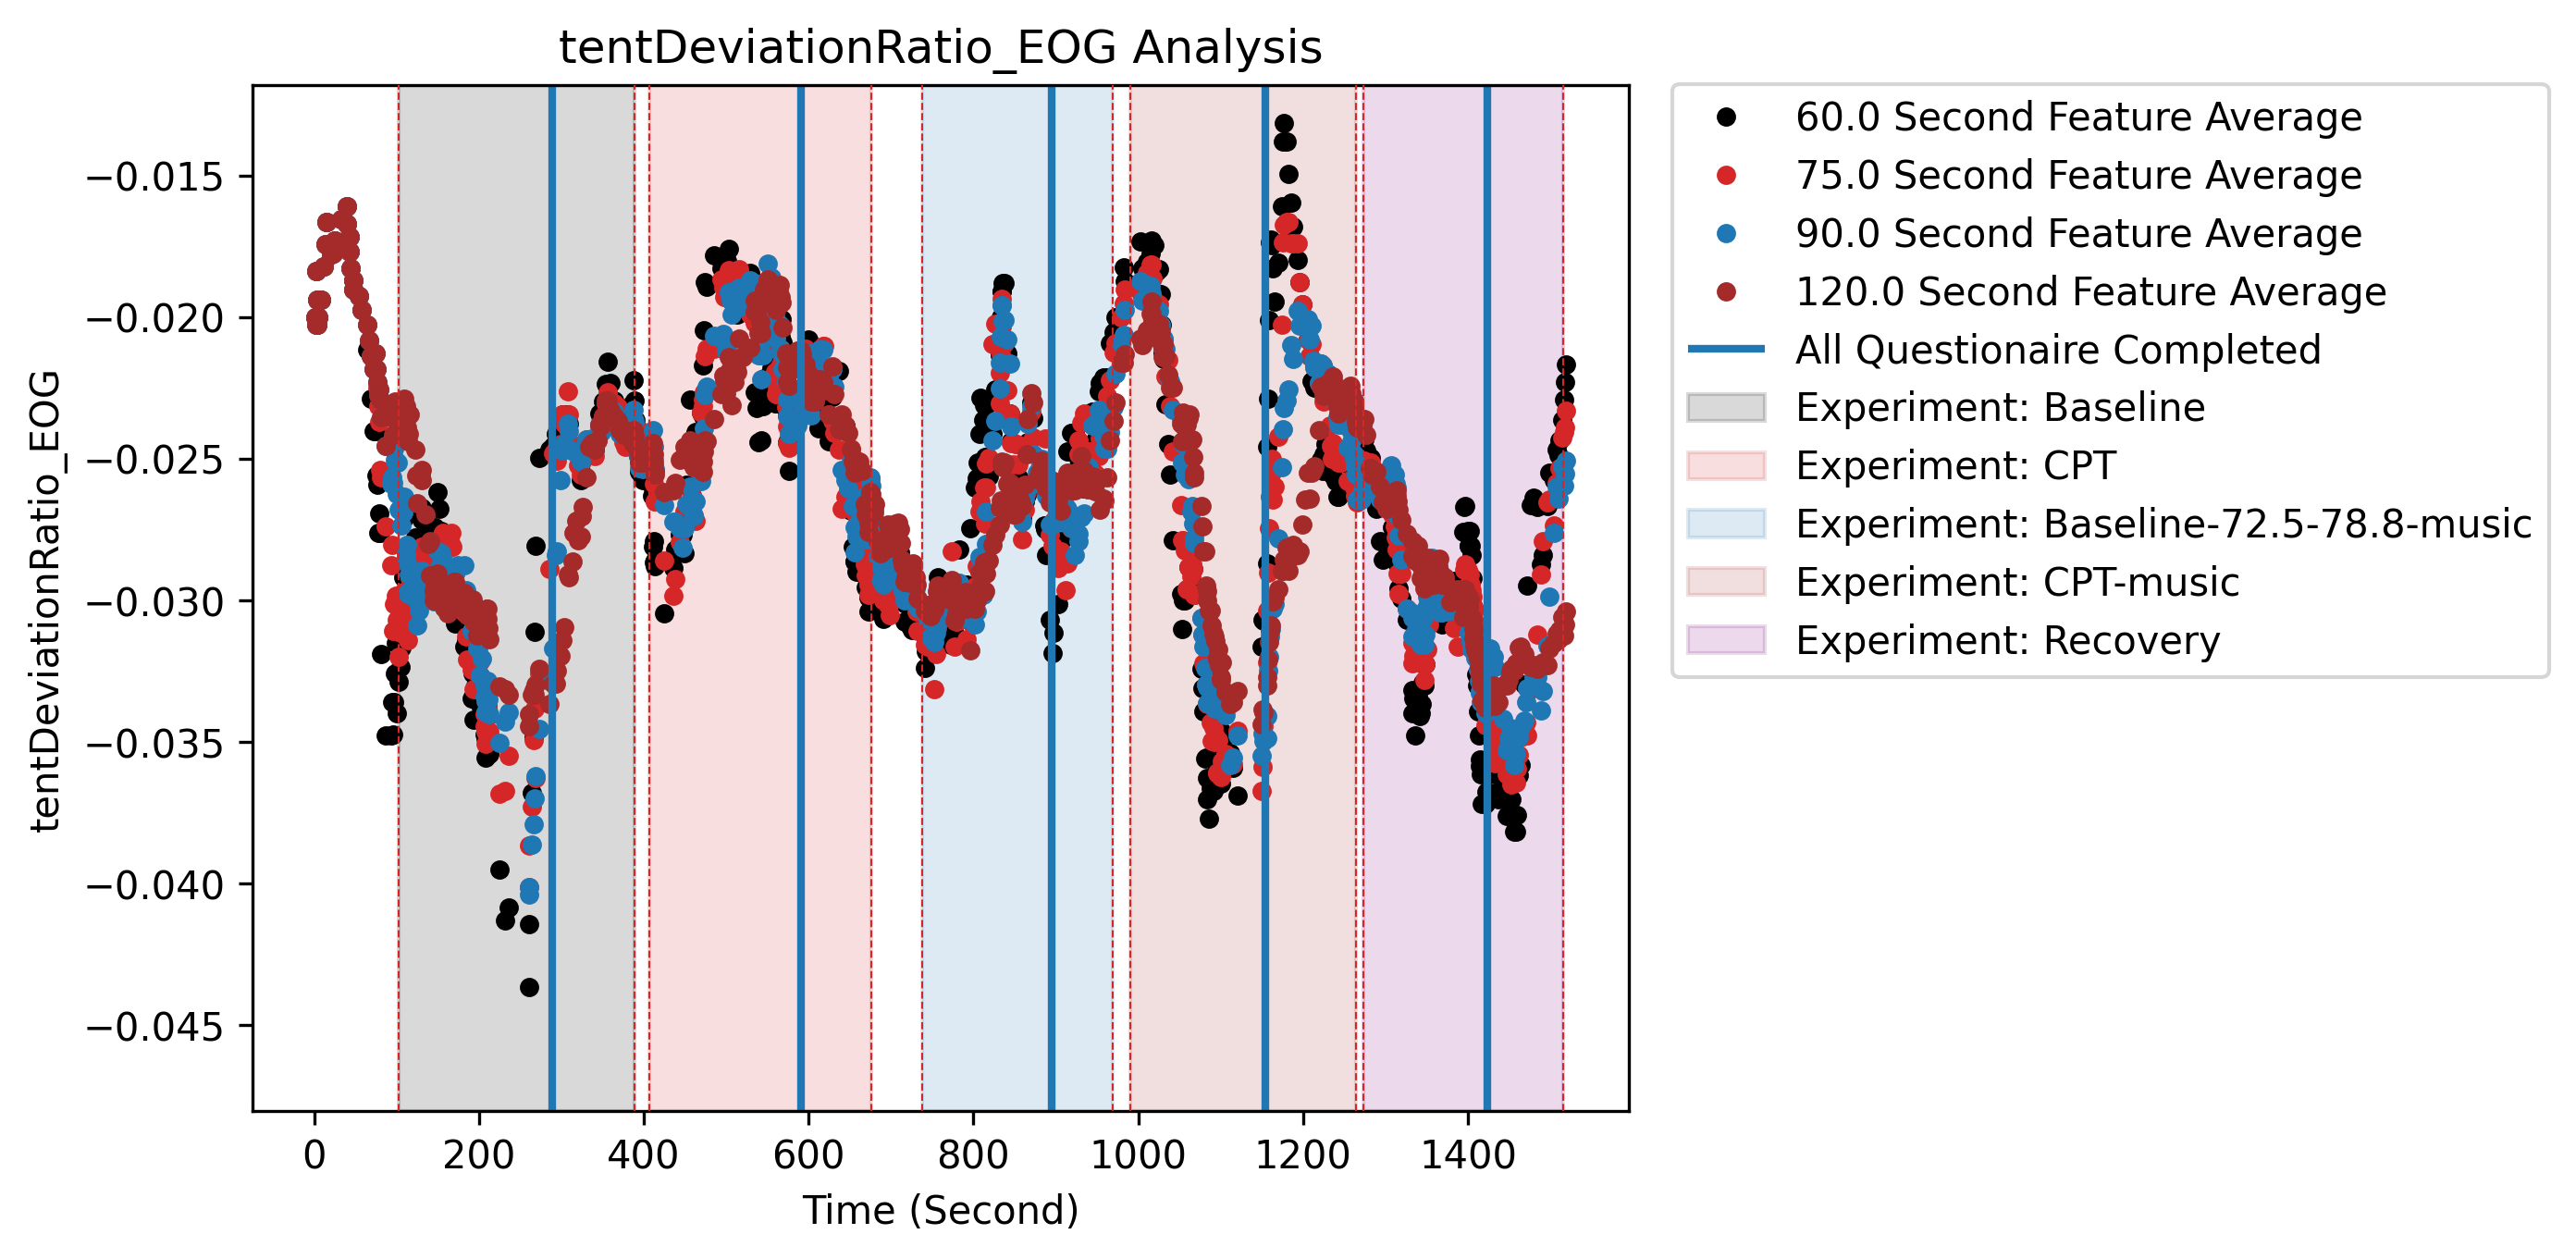 tentDeviationRatio_EOG Analysis
tentDeviationRatio_EOG
−0.015
−0.020
−0.025
−0.030
−0.035
−0.040
−0.045
0 200 400 600 800 1000 1200 1400
Time (Second)
60.0 Second Feature Average
75.0 Second Feature Average
90.0 Second Feature Average
120.0 Second Feature Average
All Questionaire Completed
Experiment: Baseline
Experiment: CPT
Experiment: Baseline-72.5-78.8-music
Experiment: CPT-music
Experiment: Recovery